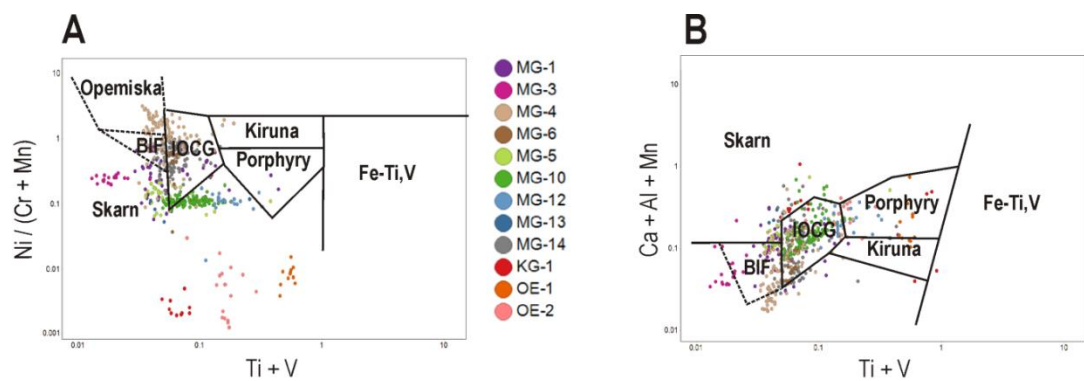 A
Ni / (Cr + Mn)
10
1
0.1
0.01
0.001
Opemiska
BIF
IOCG
Kiruna
Porphyry
Skarn
Fe-Ti,V
0.01
0.1
1
10
Ti + V
MG-1
MG-3
MG-4
MG-6
MG-5
MG-10
MG-12
MG-13
MG-14
KG-1
OE-1
OE-2
B
Ca + Al + Mn
10
1
0.1
0.01
Skarn
Porphyry
Fe-Ti,V
IOCG
Kiruna
BIF
0.01
0.1
1
10
Ti + V